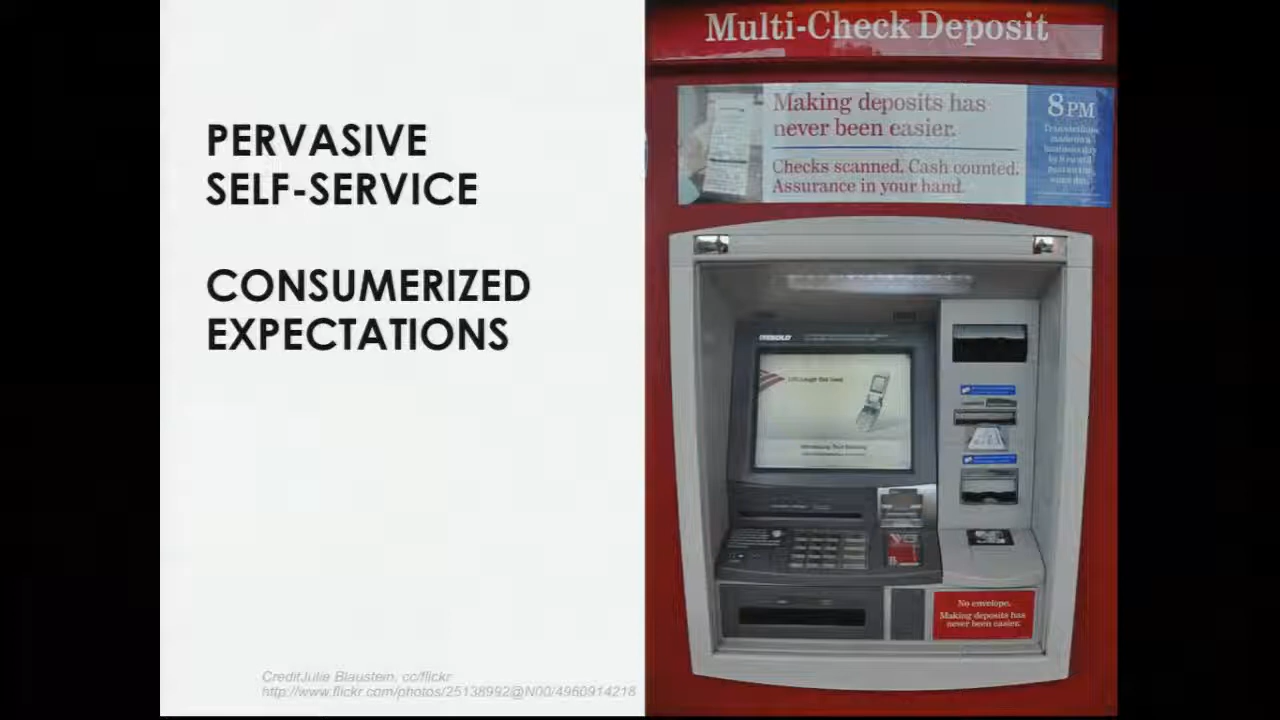 PERVASIVE
SELF-SERVICE
CONSUMERIZED
EXPECTATIONS
CreditJulie Blaustein, cc/flickr
http://www.flickr.com/photos/25138992@N00/4960914218
Multi-Check Deposit
Making deposits has
never been easier.
Checks scanned. Cash counted.
Assurance in your hand.
8PM
DIEBOLD
No envelope.
Making deposits has
never been easier.